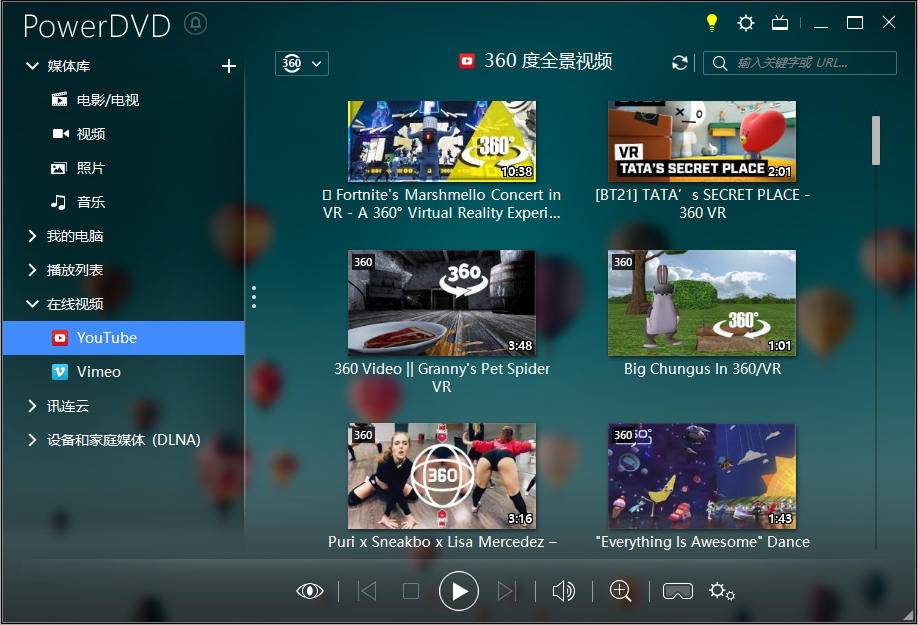 PowerDVD
媒体库
电影/电视
视频
照片
音乐
我的电脑
播放列表
在线视频
YouTube
Vimeo
讯连云
设备和家庭媒体 (DLNA)
360
360 度全景视频
输入关键字或 URL...
360°
10:38
Fortnite's Marshmello Concert in
VR - A 360° Virtual Reality Experi...
VR
TATA'S SECRET PLACE
2:01
[BT21] TATA’s SECRET PLACE -
360 VR
360
360
3:48
360 Video || Granny's Pet Spider
VR
360
360°
1:01
Big Chungus In 360/VR
360
360
3:16
Puri x Sneakbo x Lisa Mercedez –
360
1:43
"Everything Is Awesome" Dance